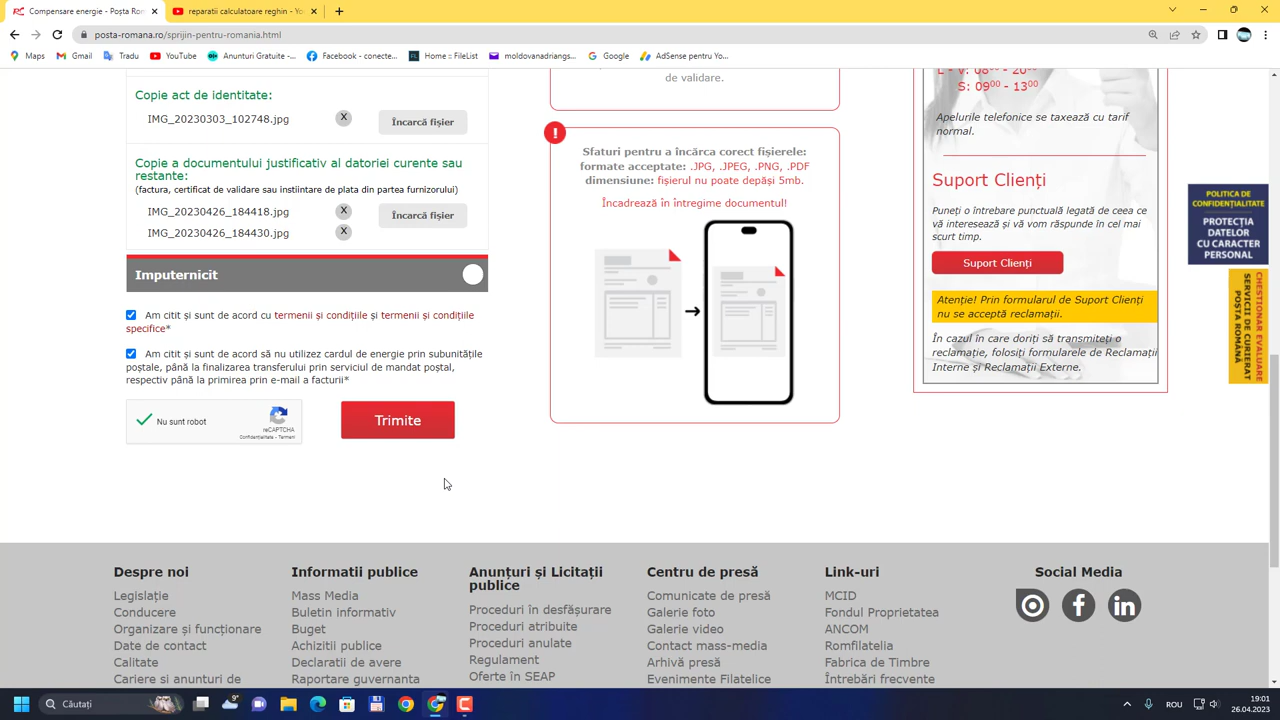 Compensare energie - Poșta Rom
reparatii calculatoare reghin - Yo
posta-romana.ro/sprijin-pentru-romania.html
Maps
Gmail
Tradu
YouTube
Anunturi Gratuite -...
Facebook - conecte...
Home :: FileList
moldovanadriangs...
Google
AdSense pentru Yo...
Copie act de identitate:
IMG_20230303_102748.jpg
X
Încarcă fișier
Copie a documentului justificativ al datoriei curente sau
restante:
(factura, certificat de validare sau instiintare de plata din partea furnizorului)
IMG_20230426_184418.jpg
X
Încarcă fișier
IMG_20230426_184430.jpg
X
Imputernicit
Am citit și sunt de acord cu termenii și condițiile și termenii și condițiile
specifice*
Am citit și sunt de acord să nu utilizez cardul de energie prin subunitățile
poștale, până la finalizarea transferului prin serviciul de mandat poștal,
respectiv până la primirea prin e-mail a facturii*
Nu sunt robot
reCAPTCHA
Confidențialitate - Termeni
Trimite
de validare.
!
Sfaturi pentru a încărca corect fișierele:
formate acceptate: .JPG, .JPEG, .PNG, .PDF
dimensiune: fișierul nu poate depăși 5mb.
Încadrează în întregime documentul!
L - V: 08⁰⁰ - 20⁰⁰
S: 09⁰⁰ - 13⁰⁰
Apelurile telefonice se taxează cu tarif
normal.
Suport Clienți
Puneți o întrebare punctuală legată de ceea ce
vă interesează și vă vom răspunde în cel mai
scurt timp.
Suport Clienți
Atenție! Prin formularul de Suport Clienți
nu se acceptă reclamații.
În cazul în care doriți să transmiteți o
reclamație, folosiți formularele de Reclamații
Interne și Reclamații Externe.
POLITICA DE
CONFIDENȚIALITATE
PROTECȚIA
DATELOR
CU CARACTER
PERSONAL
CHESTIONAR EVALUARE
SERVICII DE CURIERAT
POȘTA ROMÂNĂ
Despre noi
Legislație
Conducere
Organizare și funcționare
Date de contact
Calitate
Cariere si anunturi de
Informatii publice
Mass Media
Buletin informativ
Buget
Achizitii publice
Declaratii de avere
Raportare guvernanta
Anunțuri și Licitații
publice
Proceduri în desfășurare
Proceduri atribuite
Proceduri anulate
Regulament
Oferte în SEAP
Centru de presă
Comunicate de presă
Galerie foto
Galerie video
Contact mass-media
Arhivă presă
Evenimente Filatelice
Link-uri
MCID
Fondul Proprietatea
ANCOM
Romfilatelia
Fabrica de Timbre
Întrebări frecvente
Social Media
Căutați
ROU
19:01
26.04.2023